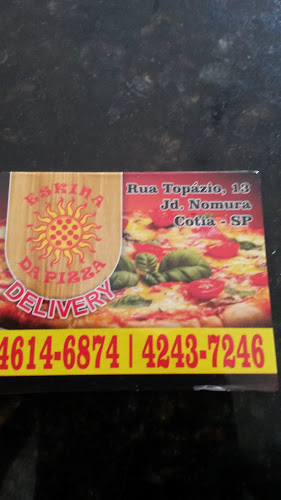 ESKINA
DA PIZZA
DELIVERY
Rua Topázio, 13
Jd. Nomura
Cotia - SP
4614-6874 | 4243-7246